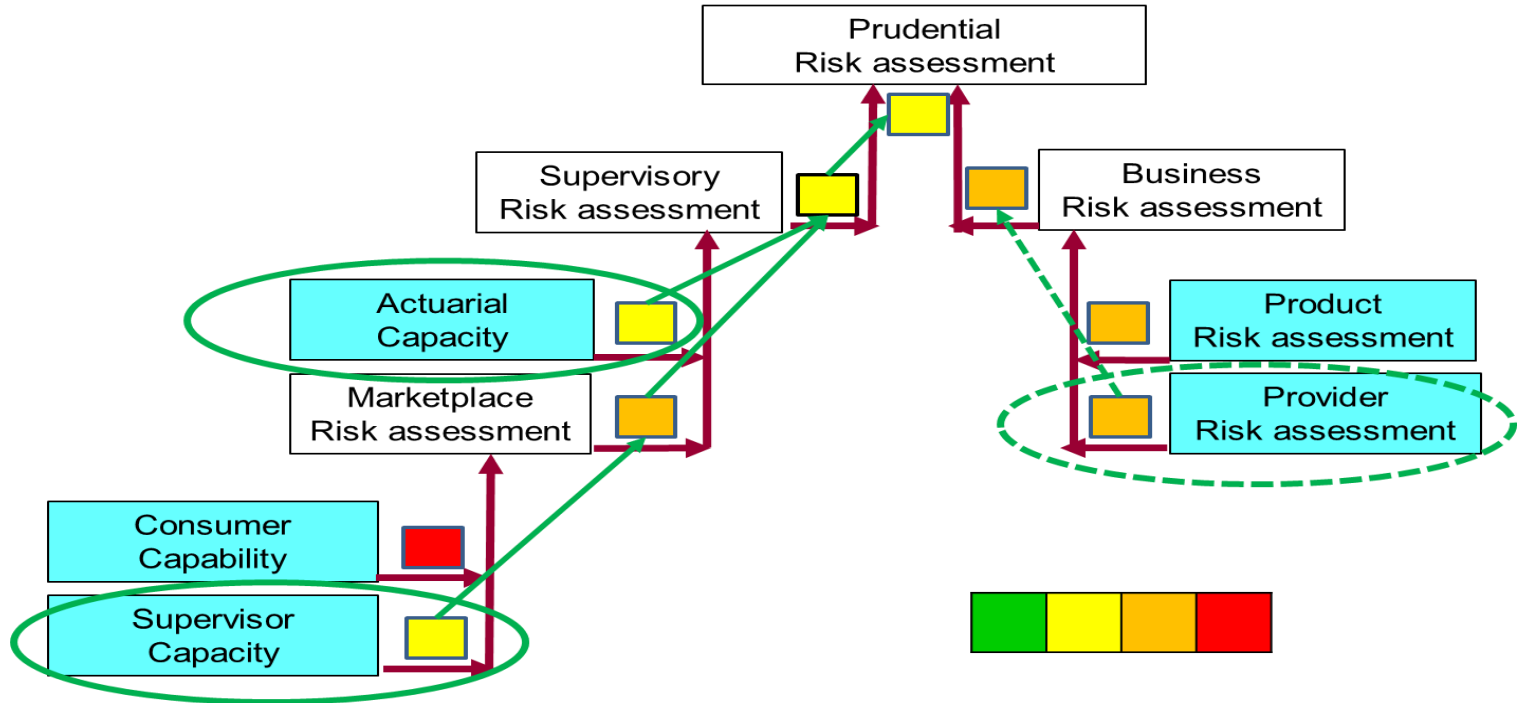 Prudential
Risk assessment
Supervisory
Risk assessment
Business
Risk assessment
Actuarial
Capacity
Product
Risk assessment
Marketplace
Risk assessment
Provider
Risk assessment
Consumer
Capability
Supervisor
Capacity